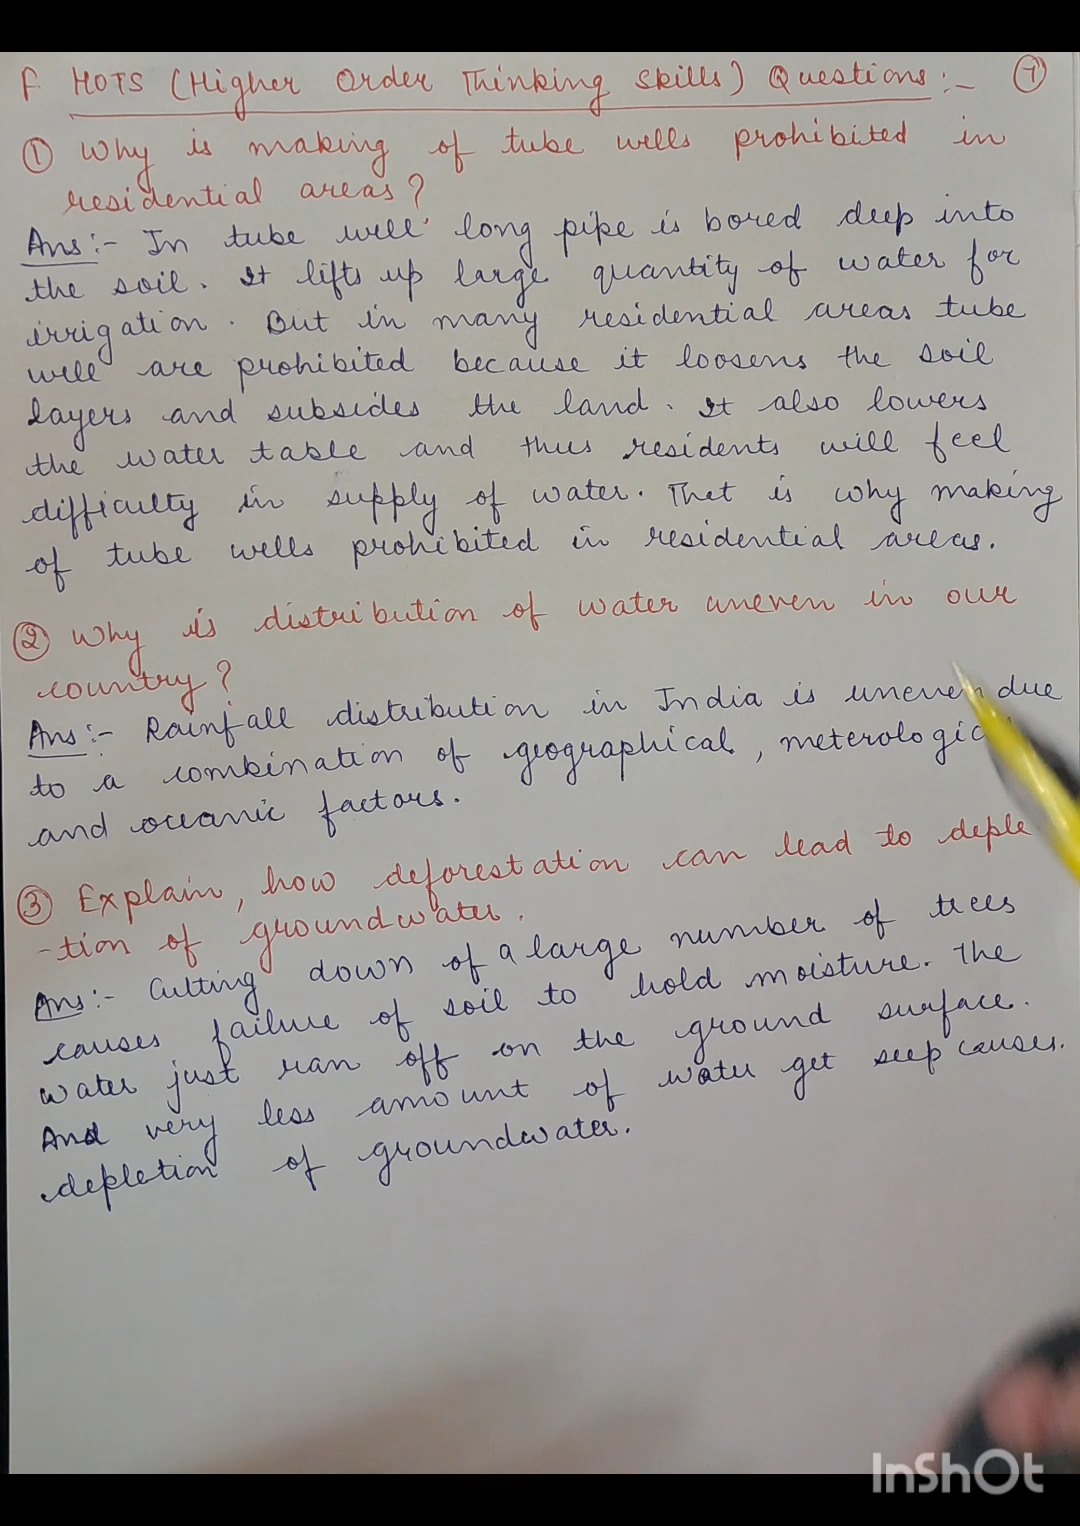 F HOTS (Higher Order Thinking Skills) Questions:- 7
① Why is making of tube wells prohibited in
residential areas?
Ans:- In tube well long pipe is bored deep into
the soil. It lifts up large quantity of water for
irrigation. But in many residential areas tube
well are prohibited because it loosens the soil
layers and subsides the land. It also lowers
the water table and thus residents will feel
difficulty in supply of water. That is why making
of tube wells prohibited in residential areas.
② Why is distribution of water uneven in our
country?
Ans:- Rainfall distribution in India is uneven due
to a combination of geographical,
and oceanic factors.
③ Explain, how deforestation can lead to deple
-tion of groundwater.
Ans:- Cutting down of a large number of trees
causes failure of soil to hold moisture. The
water just ran off on the ground surface.
And very less amount of water get seep causes.
depletion of groundwater.
InShOt